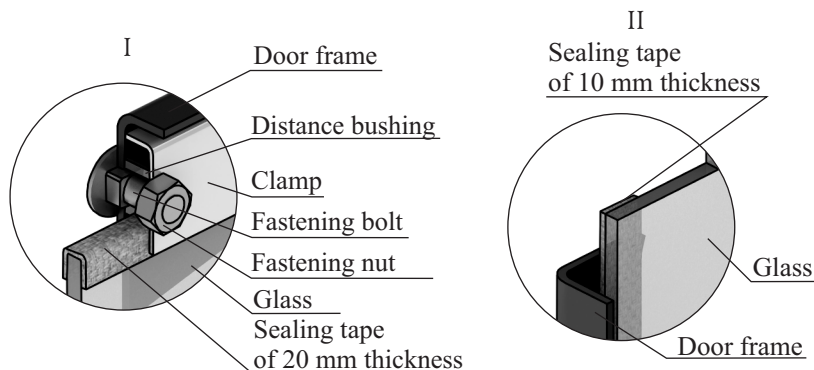 I
Door frame
Distance bushing
Clamp
Fastening bolt
Fastening nut
Glass
Sealing tape
of 20 mm thickness
II
Sealing tape
of 10 mm thickness
Glass
Door frame